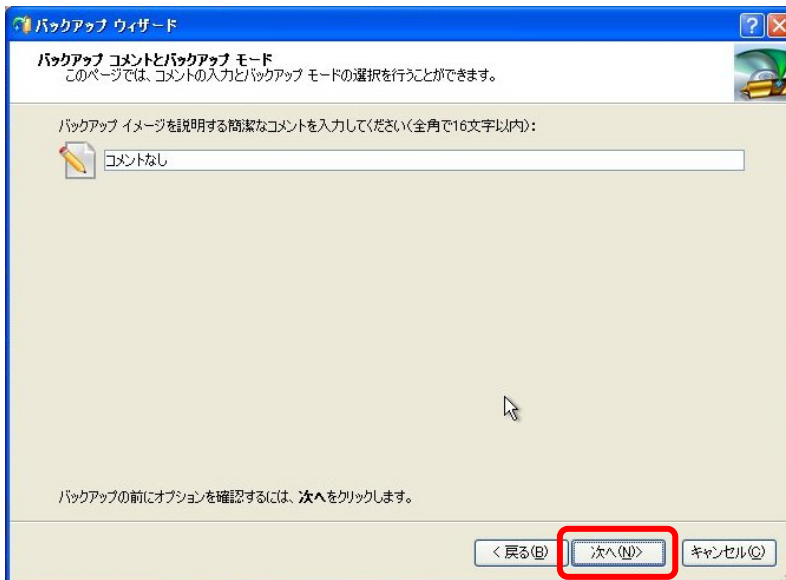 バックアップ ウィザード
バックアップ コメントとバックアップ モード
このページでは、コメントの入力とバックアップ モードの選択を行うことができます。
バックアップ イメージを説明する簡潔なコメントを入力してください(全角で16文字以内):
コメントなし
バックアップの前にオプションを確認するには、次へをクリックします。
< 戻る(B)
次へ(N)>
キャンセル(C)